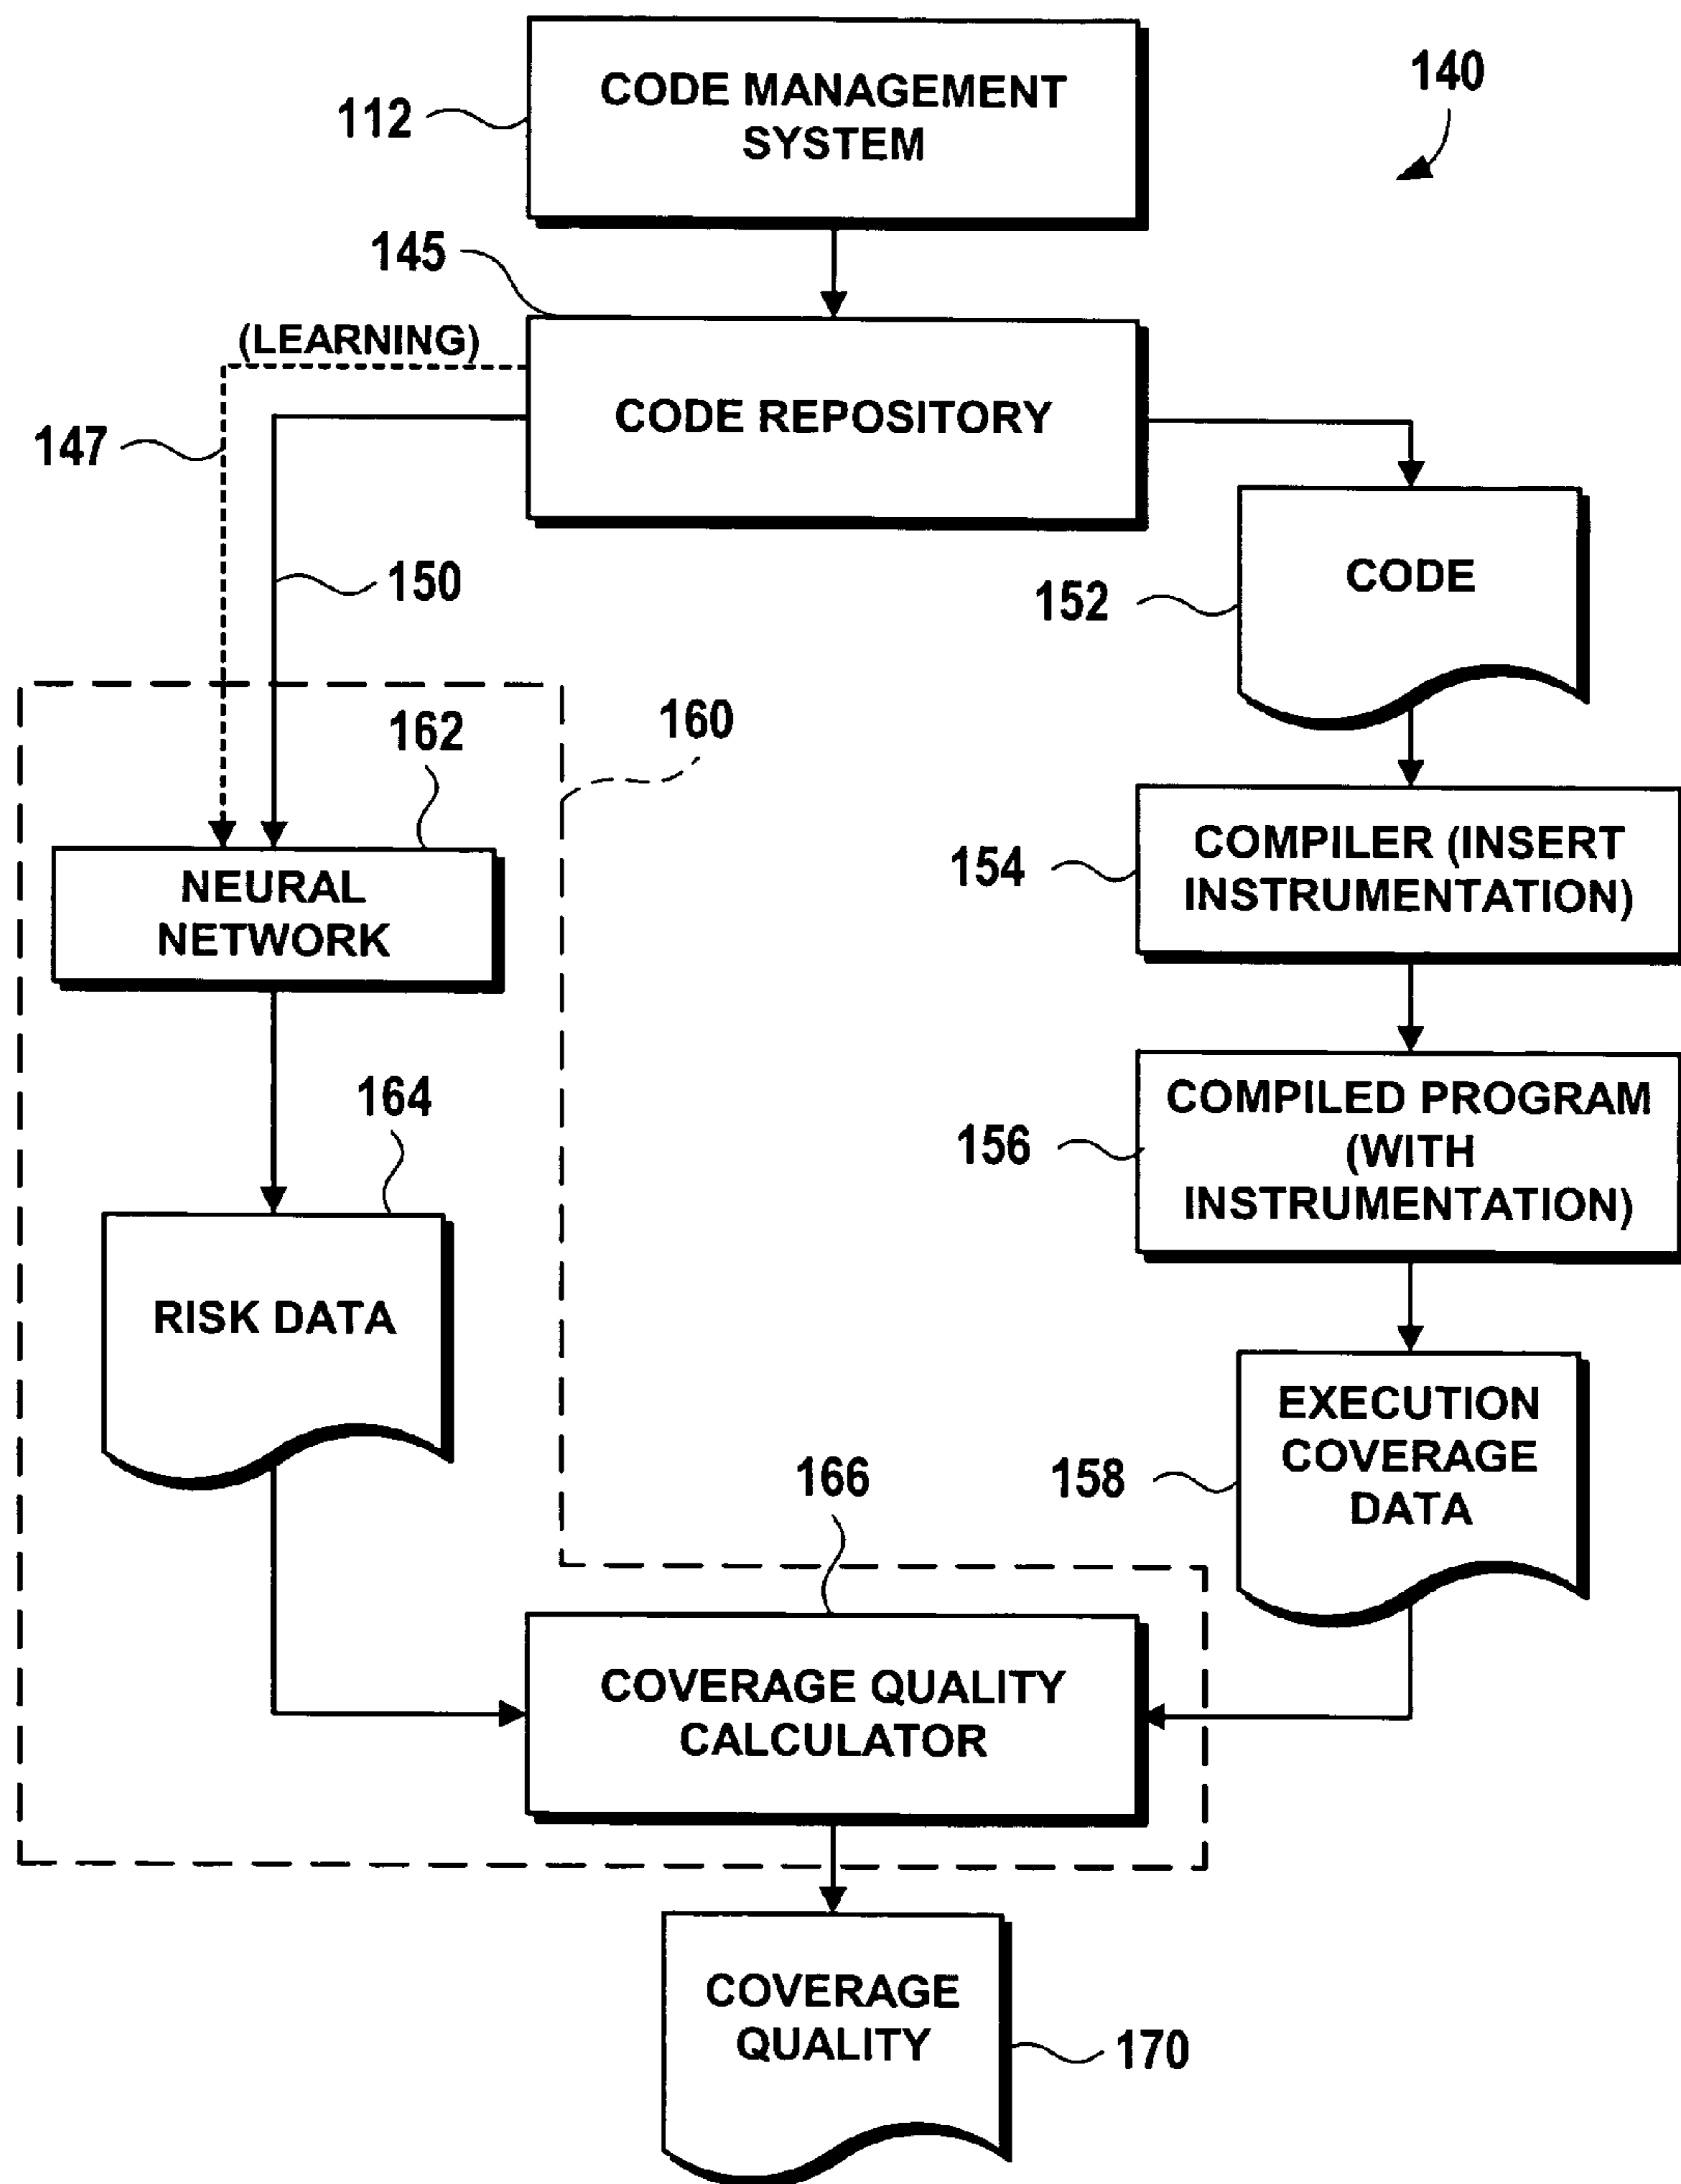 CODE MANAGEMENT
SYSTEM
112
140
145
(LEARNING)
CODE REPOSITORY
147
150
CODE
152
160
162
COMPILER (INSERT
INSTRUMENTATION)
154
NEURAL
NETWORK
COMPILED PROGRAM
(WITH
INSTRUMENTATION)
156
164
RISK DATA
EXECUTION
COVERAGE
DATA
158
166
COVERAGE QUALITY
CALCULATOR
COVERAGE
QUALITY
170